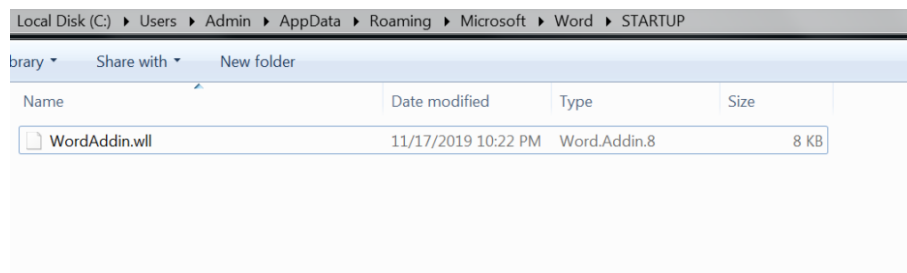 Local Disk (C:) ▸ Users ▸ Admin ▸ AppData ▸ Roaming ▸ Microsoft ▸ Word ▸ STARTUP
brary Share with New folder
Name Date modified Type Size
WordAddin.wll 11/17/2019 10:22 PM Word.Addin.8 8 KB